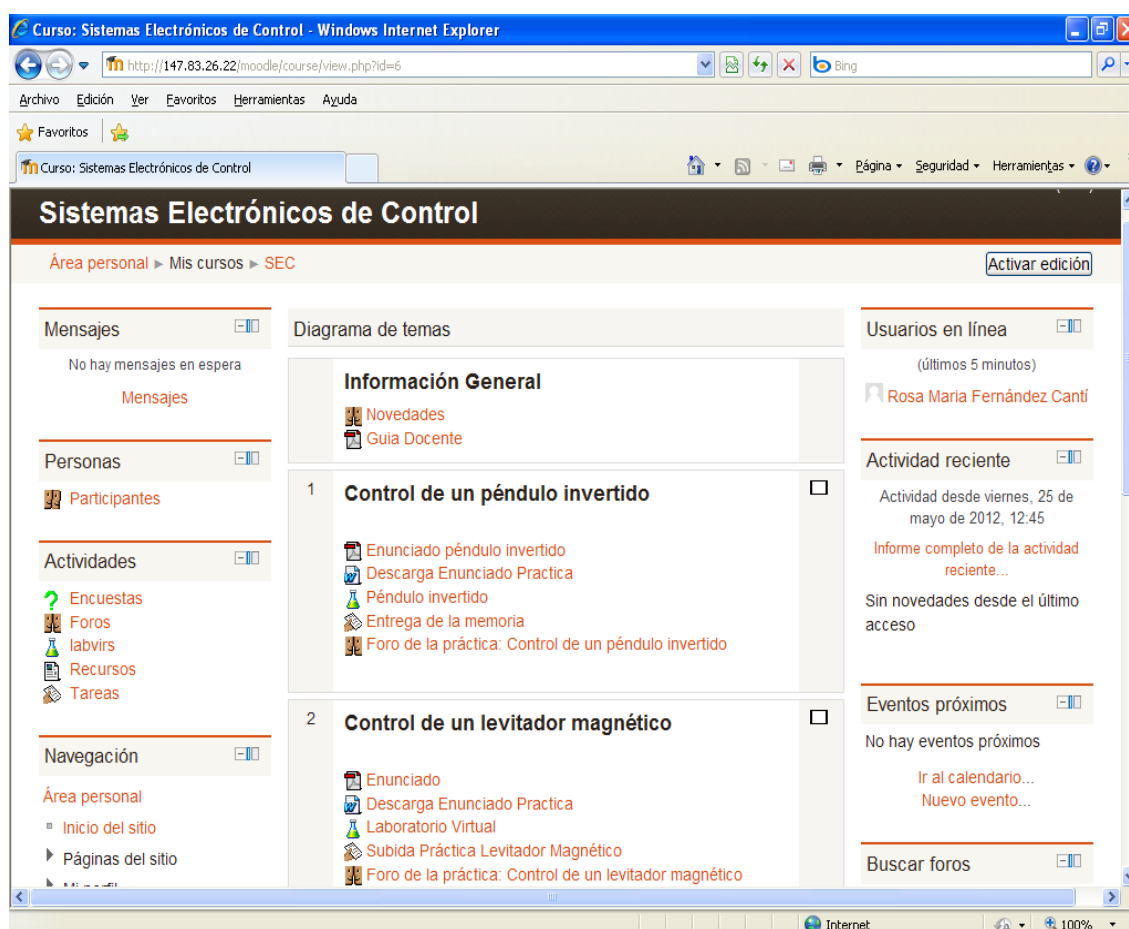 Curso: Sistemas Electrónicos de Control - Windows Internet Explorer
http://147.83.26.22/moodle/course/view.php?id=6
Bing
Archivo Edición Ver Favoritos Herramientas Ayuda
Favoritos
Curso: Sistemas Electrónicos de Control
Página Seguridad Herramientas
Sistemas Electrónicos de Control
Área personal ► Mis cursos ► SEC
Activar edición
Mensajes
No hay mensajes en espera
Mensajes
Personas
Participantes
Actividades
Encuestas
Foros
labvirs
Recursos
Tareas
Navegación
Área personal
Inicio del sitio
Páginas del sitio
Diagrama de temas
Información General
Novedades
Guia Docente
1
Control de un péndulo invertido
Enunciado péndulo invertido
Descarga Enunciado Practica
Péndulo invertido
Entrega de la memoria
Foro de la práctica: Control de un péndulo invertido
2
Control de un levitador magnético
Enunciado
Descarga Enunciado Practica
Laboratorio Virtual
Subida Práctica Levitador Magnético
Foro de la práctica: Control de un levitador magnético
Usuarios en línea
(últimos 5 minutos)
Rosa Maria Fernández Cantí
Actividad reciente
Actividad desde viernes, 25 de
mayo de 2012, 12:45
Informe completo de la actividad
reciente...
Sin novedades desde el último
acceso
Eventos próximos
No hay eventos próximos
Ir al calendario...
Nuevo evento...
Buscar foros
Internet
100%